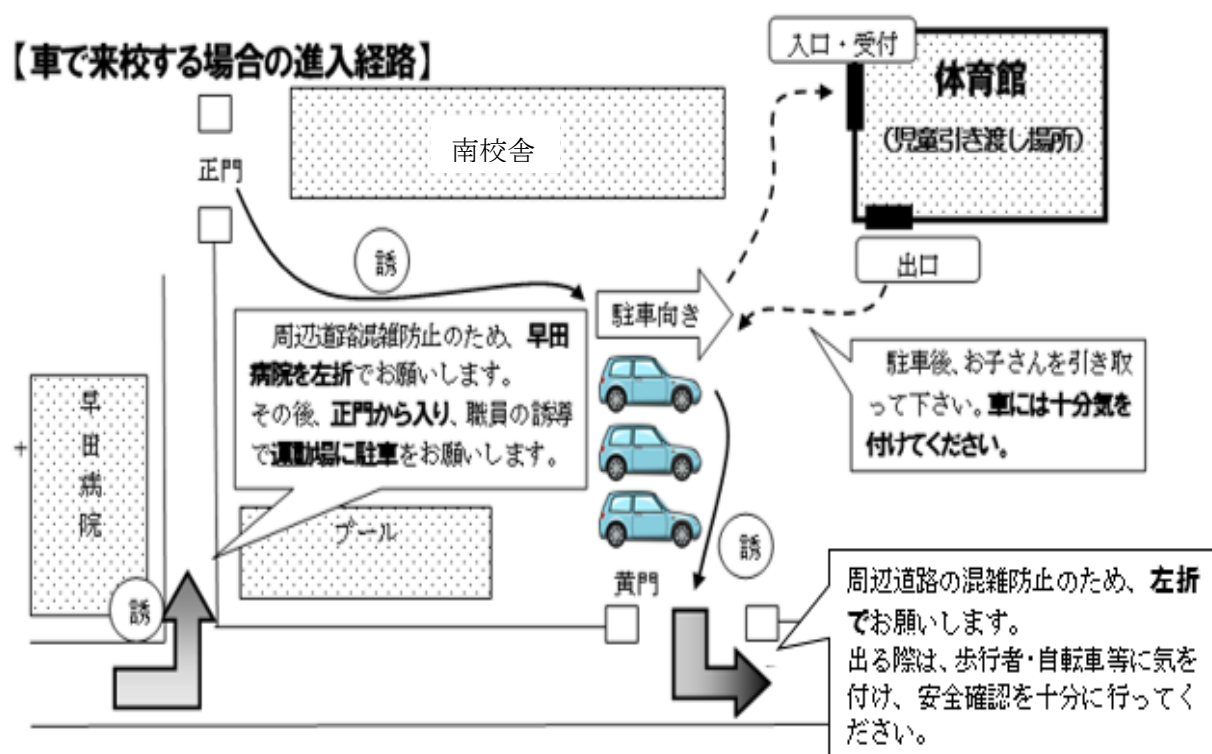 【車で来校する場合の進入経路】
入口・受付
体育館
(児童引き渡し場所)
南校舎
正門
誘
出口
駐車向き
周辺道路混雑防止のため、早田
病院を左折でお願いします。
その後、正門から入り、職員の誘導
で運動場に駐車をお願いします。
駐車後、お子さんを引き取
って下さい。車には十分気を
付けてください。
早田病院
プール
誘
誘
黄門
周辺道路の混雑防止のため、左折
でお願いします。
出る際は、歩行者・自転車等に気を
付け、安全確認を十分に行ってく
ださい。